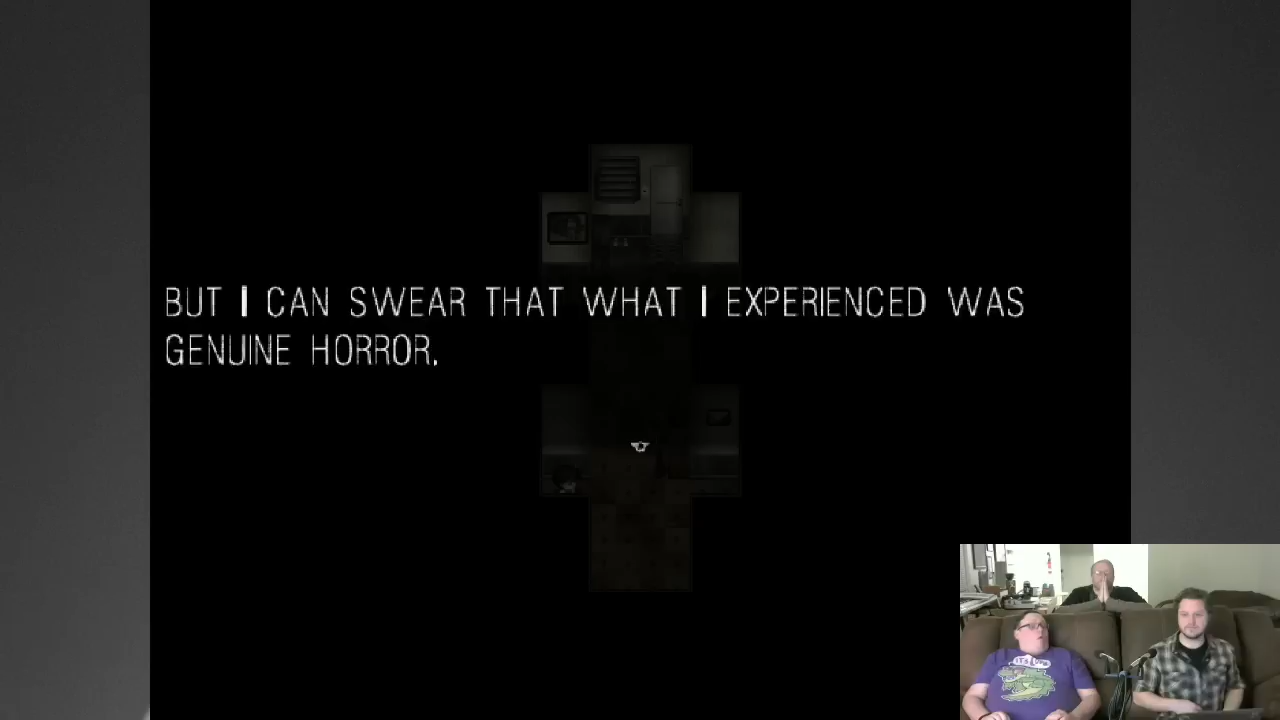 BUT I CAN SWEAR THAT WHAT I EXPERIENCED WAS
GENUINE HORROR.